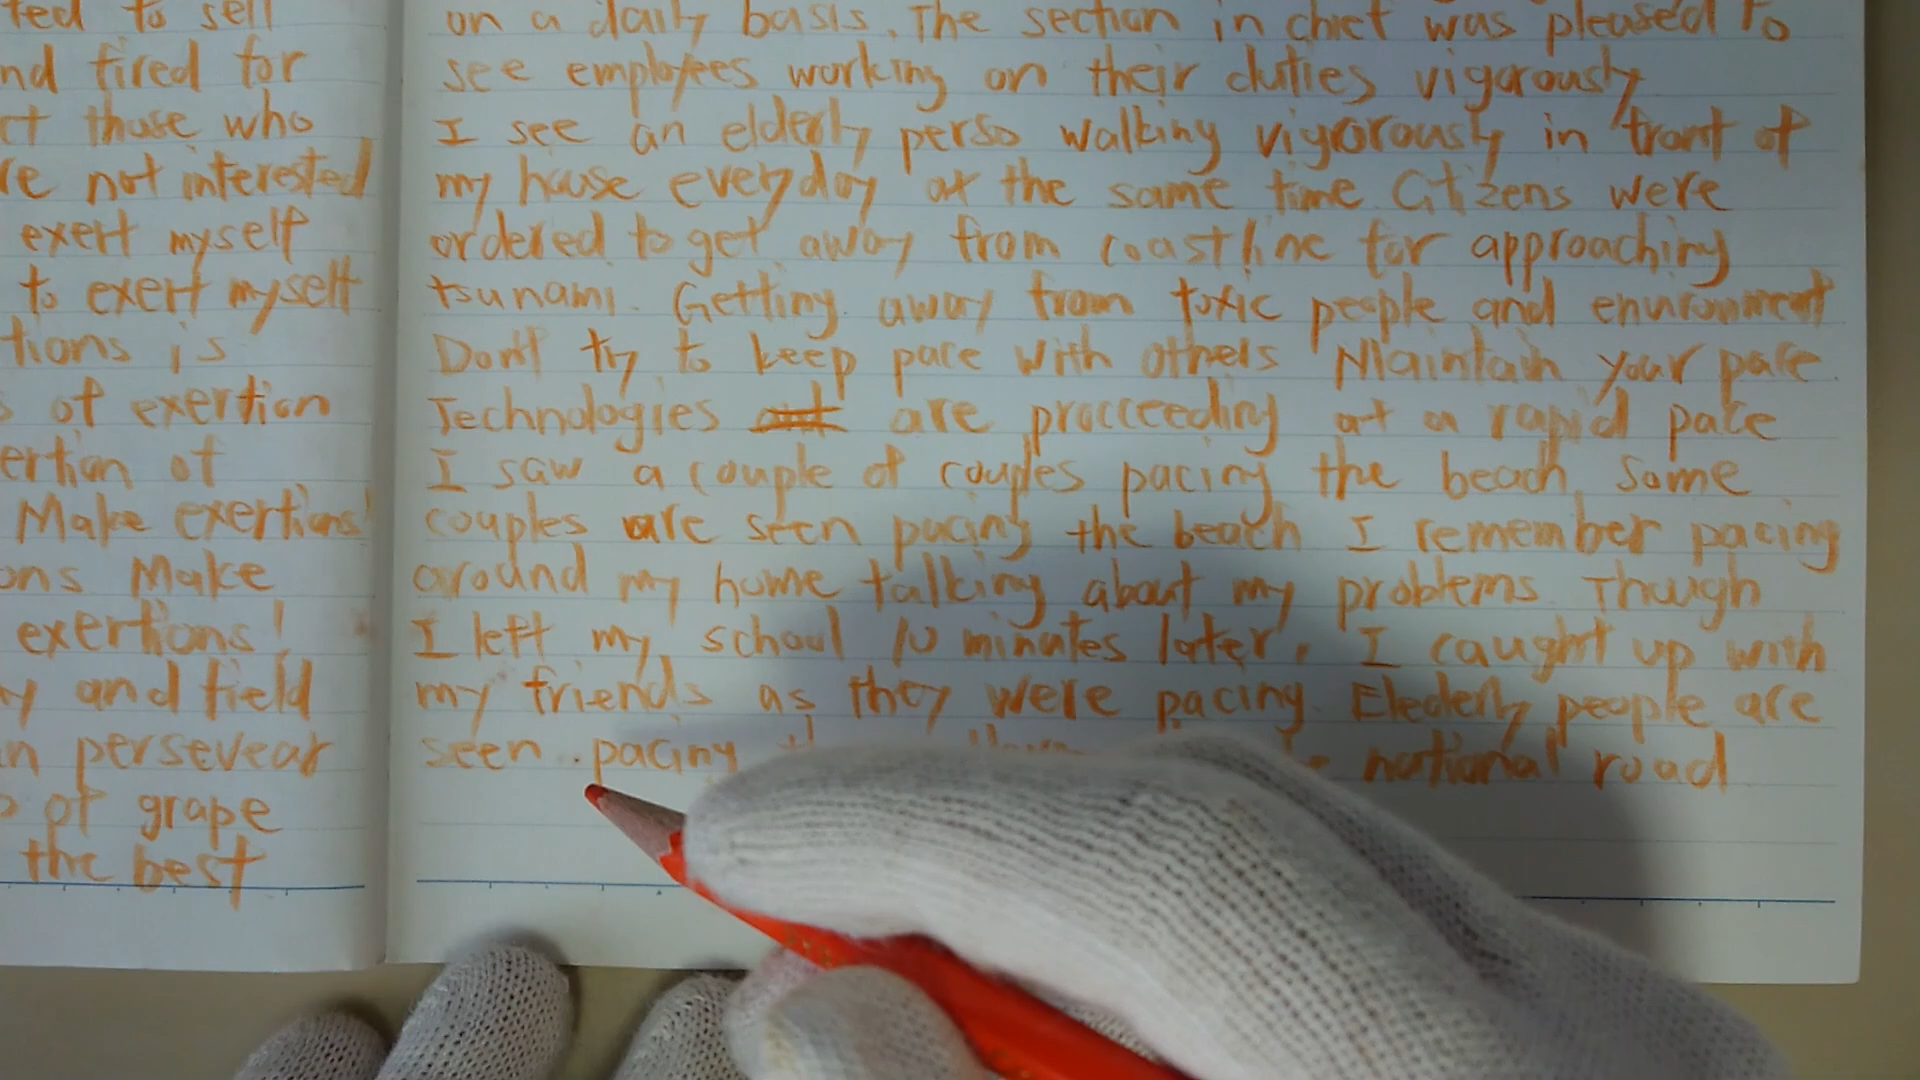 ted to sell
nd tired for
ct those who
re not interested
exert myself
to exert myself
tions is
s of exertion
ertion of
Make exertions!
ons Make
exertions!
y and field
n persevear
of grape
the best
on a daily basis. The section in chief was pleased to
see employees working on their duties vigorously
I see an elderly perso walking vigorously in front of
my house everyday at the same time Citizens were
ordered to get away from coastline for approaching
tsunami. Getting away from toxic people and environment
Don't try to keep pace with others Maintain your pace.
Technologies are procceeding at a rapid pace
I saw a couple of couples pacing the beach. Some
couples are seen pacing the beach I remember pacing
around my home talking about my problems. Though
I left my school 10 minutes later, I caught up with
my friends as they were pacing. Elederly people are
seen pacing national road